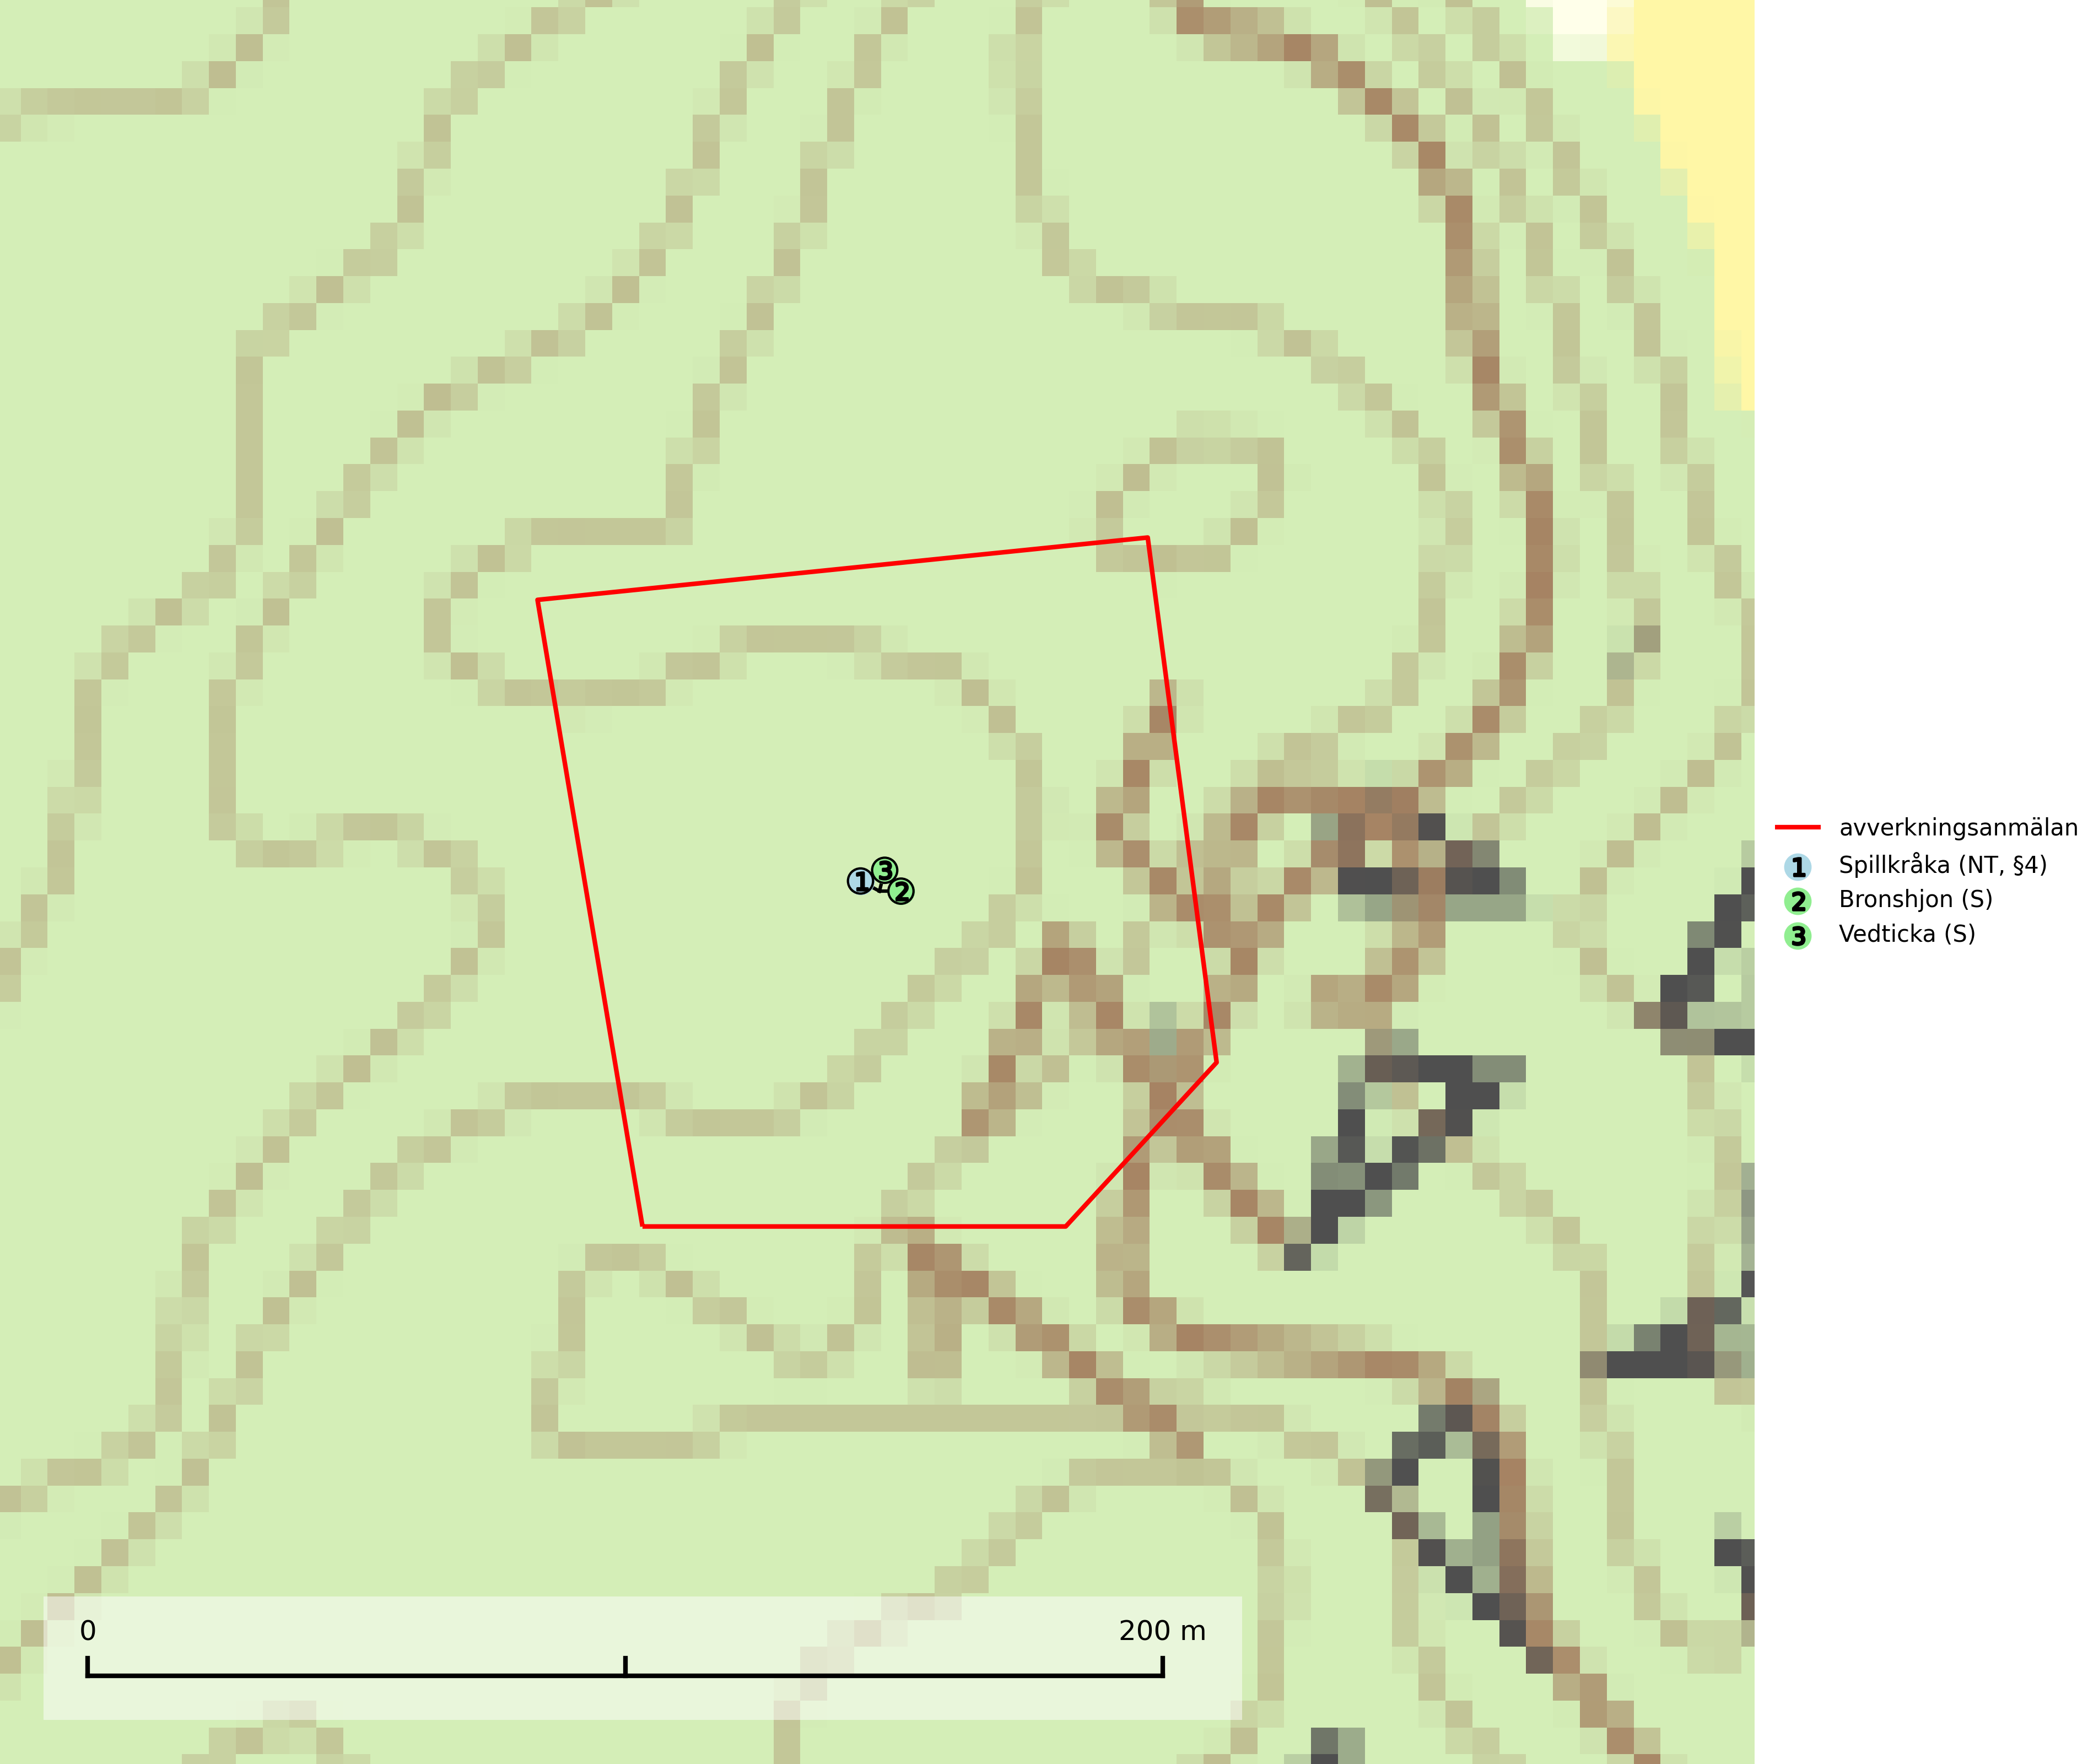 avverkningsanmälan
1 Spillkråka (NT, §4)
2 Bronshjon (S)
3 Vedticka (S)
3
1
2
0 200 m